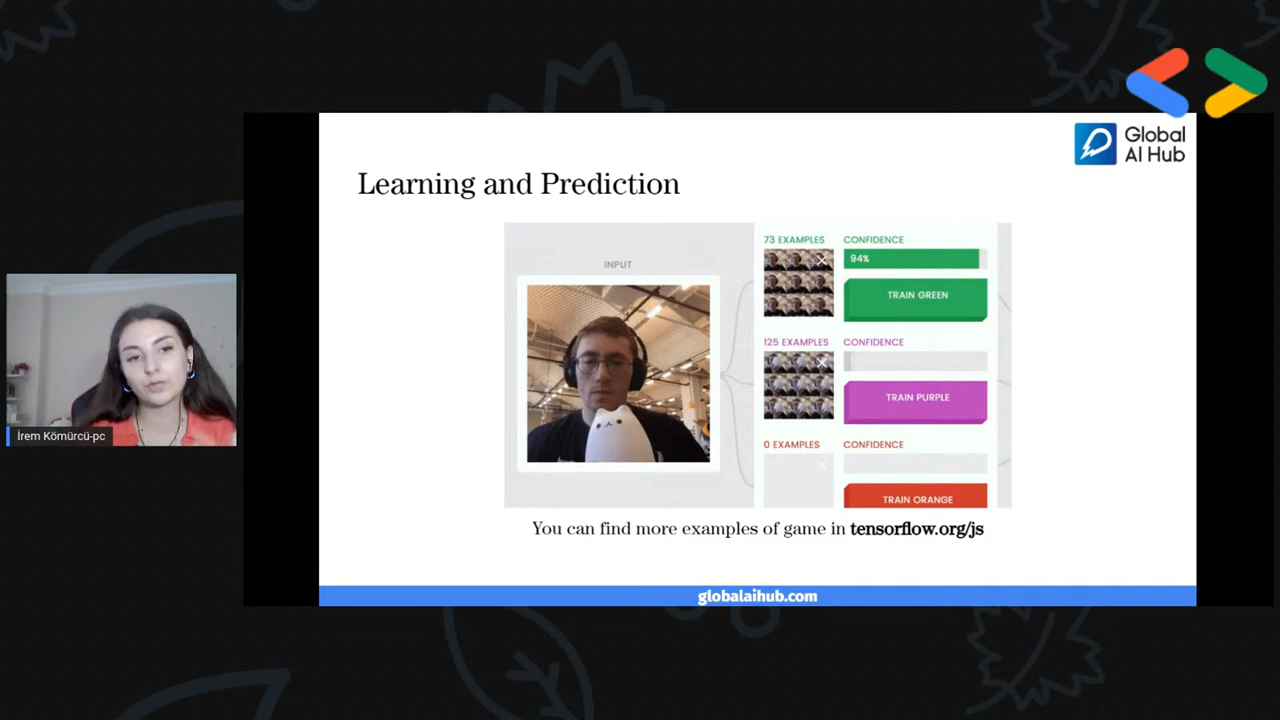 Global
AI Hub
Learning and Prediction
INPUT
73 EXAMPLES
CONFIDENCE
94%
TRAIN GREEN
125 EXAMPLES
CONFIDENCE
TRAIN PURPLE
0 EXAMPLES
CONFIDENCE
TRAIN ORANGE
You can find more examples of game in tensorflow.org/js
globalaihub.com
İrem Kömürcü-pc